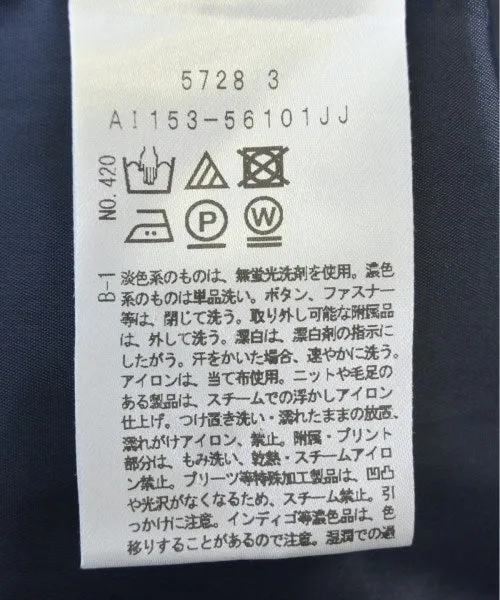 5728 3
AI153-56101JJ
NO. 420
P
W
B-1
淡色系のものは、無蛍光洗剤を使用。濃色
系のものは単品洗い。ボタン、ファスナー
等は、閉じて洗う。取り外し可能な附属品
は、外して洗う。漂白は、漂白剤の指示に
したがう。汗をかいた場合、速やかに洗う。
アイロンは、当て布使用。ニットや毛足の
ある製品は、スチームでの浮かしアイロン
仕上げ。つけ置き洗い・濡れたままの放置、
濡れがけアイロン、禁止。附属・プリント
部分は、もみ洗い、乾熱・スチームアイロ
ン禁止。プリーツ等特殊加工製品は、凹凸
や光沢がなくなるため、スチーム禁止。引
っかけに注意。インディゴ等濃色品は、色
移りすることがあるので注意。湿潤での過